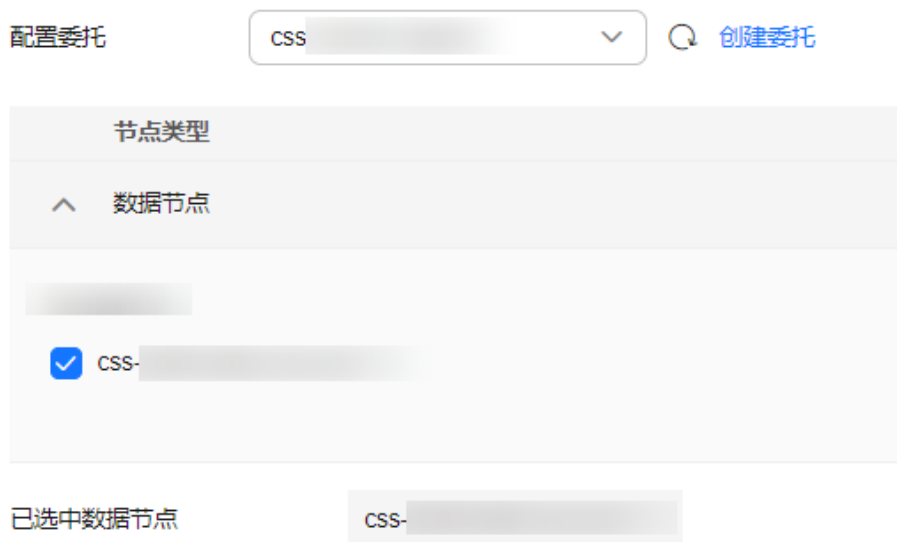 配置委托 css 创建委托
节点类型
数据节点
css-
已选中数据节点 css-